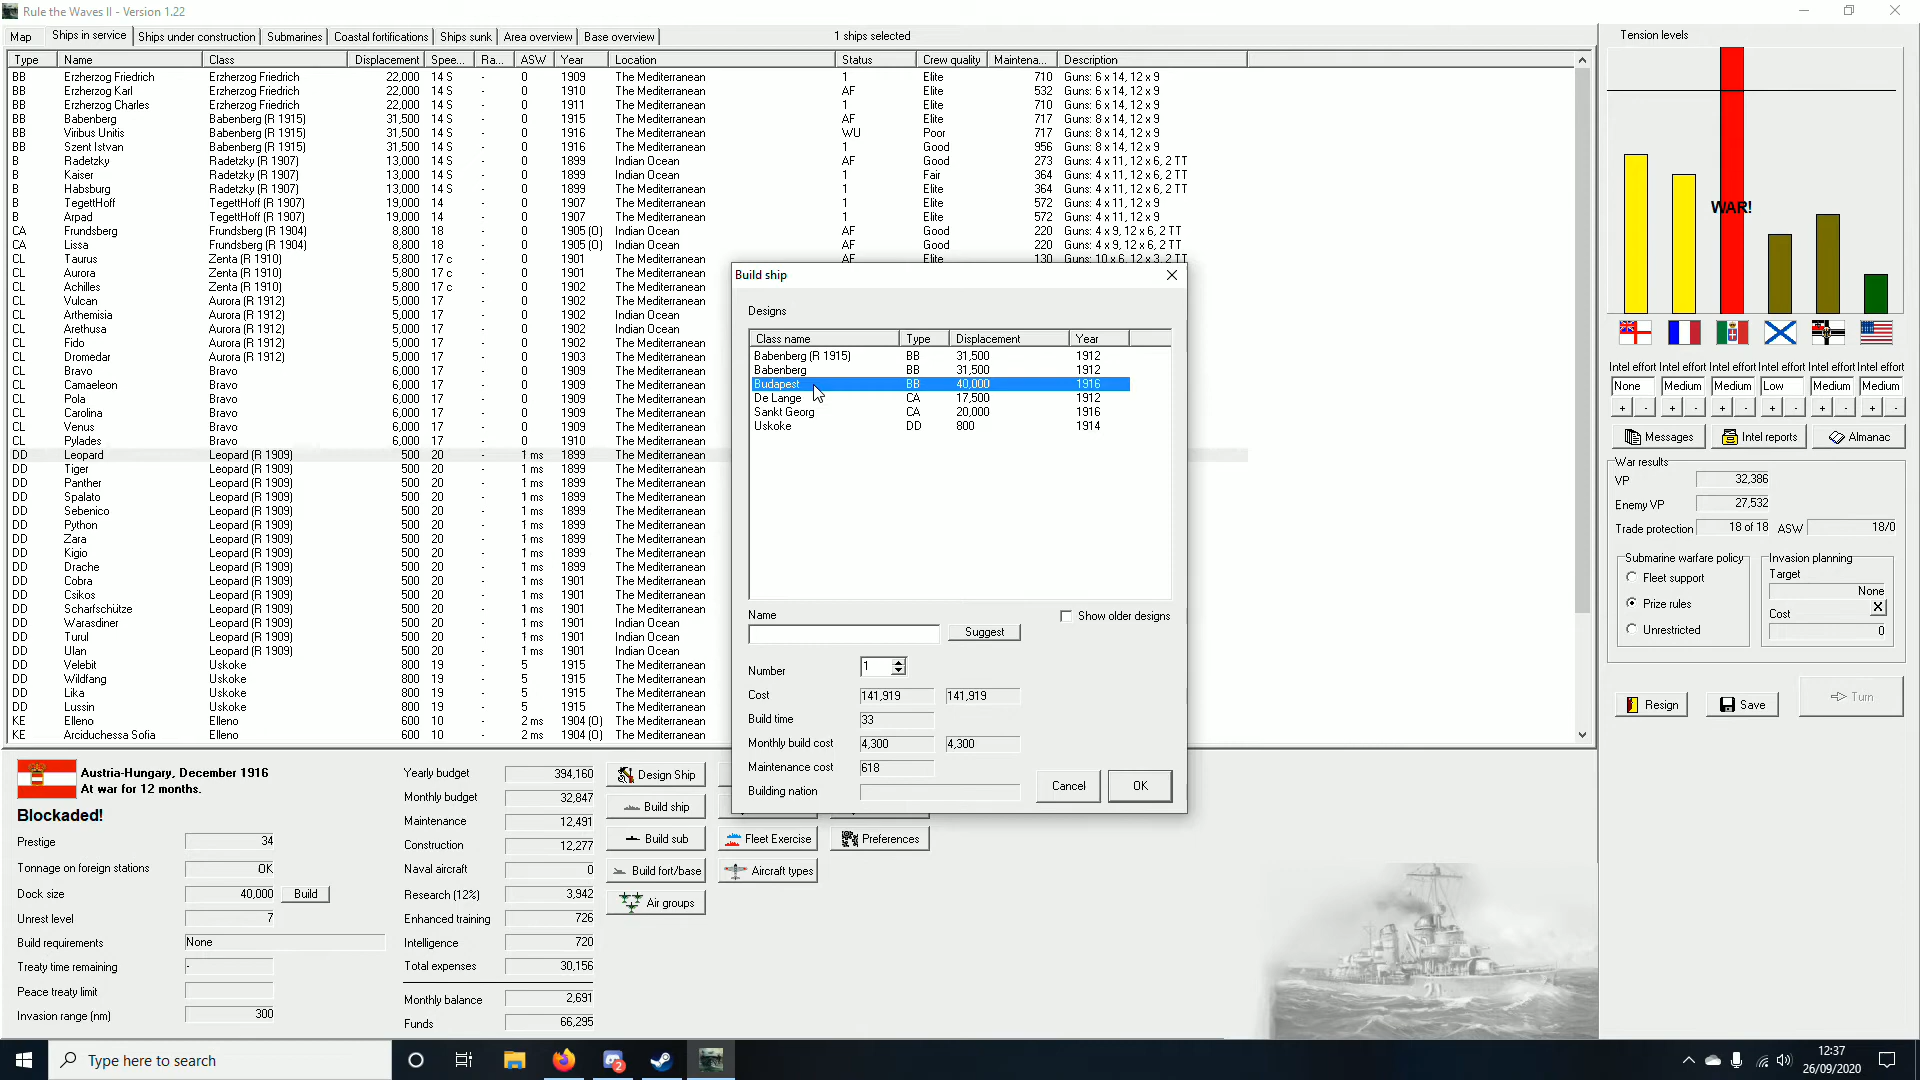 Rule the Waves II - Version 1.22
Map Ships in service Ships under construction Submarines Coastal fortifications Ships sunk Area overview Base overview 1 ships selected
Type Name Class Displacement Spee... Ra... ASW Year Location Status Crew quality Maintena... Description
BB Erzherzog Friedrich Erzherzog Friedrich 22,000 14 S - 0 1909 The Mediterranean 1 Elite 710 Guns: 6 x 14, 12 x 9
BB Erzherzog Karl Erzherzog Friedrich 22,000 14 S - 0 1910 The Mediterranean AF Elite 532 Guns: 6 x 14, 12 x 9
BB Erzherzog Charles Erzherzog Friedrich 22,000 14 S - 0 1911 The Mediterranean 1 Elite 710 Guns: 6 x 14, 12 x 9
BB Babenberg Babenberg (R 1915) 31,500 14 S - 0 1915 The Mediterranean AF Elite 717 Guns: 8 x 14, 12 x 9
BB Viribus Unitis Babenberg (R 1915) 31,500 14 S - 0 1916 The Mediterranean WU Poor 717 Guns: 8 x 14, 12 x 9
BB Szent Istvan Babenberg (R 1915) 31,500 14 S - 0 1916 The Mediterranean 1 Good 956 Guns: 8 x 14, 12 x 9
B Radetzky Radetzky (R 1907) 13,000 14 S - 0 1899 Indian Ocean AF Good 273 Guns: 4 x 11, 12 x 6, 2 TT
B Kaiser Radetzky (R 1907) 13,000 14 S - 0 1899 Indian Ocean 1 Fair 364 Guns: 4 x 11, 12 x 6, 2 TT
B Habsburg Radetzky (R 1907) 13,000 14 S - 0 1899 The Mediterranean 1 Elite 364 Guns: 4 x 11, 12 x 6, 2 TT
B TegettHoff TegettHoff (R 1907) 19,000 14 - 0 1907 The Mediterranean 1 Elite 572 Guns: 4 x 11, 12 x 9
B Arpad TegettHoff (R 1907) 19,000 14 - 0 1907 The Mediterranean 1 Elite 572 Guns: 4 x 11, 12 x 9
CA Frundsberg Frundsberg (R 1904) 8,800 18 - 0 1905 (O) Indian Ocean AF Good 220 Guns: 4 x 9, 12 x 6, 2 TT
CA Lissa Frundsberg (R 1904) 8,800 18 - 0 1905 (O) Indian Ocean AF Good 220 Guns: 4 x 9, 12 x 6, 2 TT
CL Taurus Zenta (R 1910) 5,800 17 c - 0 1901 The Mediterranean AF Elite 130 Guns: 10 x 6, 12 x 3, 2 TT
CL Aurora Zenta (R 1910) 5,800 17 c - 0 1901 The Mediterranean
CL Achilles Zenta (R 1910) 5,800 17 c - 0 1902 The Mediterranean
CL Vulcan Aurora (R 1912) 5,000 17 - 0 1902 The Mediterranean
CL Arthemisia Aurora (R 1912) 5,000 17 - 0 1902 Indian Ocean
CL Arethusa Aurora (R 1912) 5,000 17 - 0 1902 The Mediterranean
CL Fido Aurora (R 1912) 5,000 17 - 0 1902 Indian Ocean
CL Dromedar Aurora (R 1912) 5,000 17 - 0 1903 The Mediterranean
CL Bravo Bravo 6,000 17 - 0 1902 Indian Ocean
CL Camaeleon Bravo 6,000 17 - 0 1902 The Mediterranean
CL Pola Bravo 6,000 17 - 0 1902 The Mediterranean
CL Carolina Bravo 6,000 17 - 0 1902 The Mediterranean
CL Venus Bravo 6,000 17 - 0 1902 The Mediterranean
CL Pylades Bravo 6,000 17 - 0 1910 The Mediterranean
DD Leopard Leopard (R 1909) 500 20 - 1 ms 1899 The Mediterranean
DD Tiger Leopard (R 1909) 500 20 - 1 ms 1899 The Mediterranean
DD Panther Leopard (R 1909) 500 20 - 1 ms 1899 The Mediterranean
DD Spalato Leopard (R 1909) 500 20 - 1 ms 1899 The Mediterranean
DD Sebenico Leopard (R 1909) 500 20 - 1 ms 1899 The Mediterranean
DD Python Leopard (R 1909) 500 20 - 1 ms 1899 The Mediterranean
DD Zara Leopard (R 1909) 500 20 - 1 ms 1899 The Mediterranean
DD Kigio Leopard (R 1909) 500 20 - 1 ms 1899 The Mediterranean
DD Drache Leopard (R 1909) 500 20 - 1 ms 1899 The Mediterranean
DD Cobra Leopard (R 1909) 500 20 - 1 ms 1901 The Mediterranean
DD Csikos Leopard (R 1909) 500 20 - 1 ms 1901 The Mediterranean
DD Scharfschütze Leopard (R 1909) 500 20 - 1 ms 1901 The Mediterranean
DD Warasdiner Leopard (R 1909) 500 20 - 1 ms 1901 Indian Ocean
DD Turul Leopard (R 1909) 500 20 - 1 ms 1901 Indian Ocean
DD Ulan Leopard (R 1909) 500 20 - 1 ms 1901 Indian Ocean
DD Velebit Uskoke 800 19 - 5 1915 The Mediterranean
DD Wildfang Uskoke 800 19 - 5 1915 The Mediterranean
DD Lika Uskoke 800 19 - 5 1915 The Mediterranean
DD Lussin Uskoke 800 19 - 5 1915 The Mediterranean
KE Elleno Elleno 600 10 - 2 ms 1904 (O) The Mediterranean
KE Arciduchessa Sofia Elleno 600 10 - 2 ms 1904 (O) The Mediterranean
Build ship
Designs
Class name Type Displacement Year
Babenberg (R 1915) BB 31,500 1912
Babenberg BB 31,500 1912
Budapest BB 40,000 1916
De Lange CA 17,500 1912
Sankt Georg CA 20,000 1916
Uskoke DD 800 1914
Name Show older designs
Suggest
Number 1
Cost 141,919 141,919
Build time 33
Monthly build cost 4,300 4,300
Maintenance cost 618
Building nation
Cancel OK
Tension levels
WAR!
Intel effort Intel effort Intel effort Intel effort Intel effort Intel effort
None Medium Medium Low Medium Medium
+ - + - + - + - + - + -
Messages Intel reports Almanac
War results
VP 32,386
Enemy VP 27,532
Trade protection 18 of 18 ASW 18/0
Submarine warfare policy
Fleet support
Prize rules
Unrestricted
Invasion planning
Target
None
Cost X
0
Resign Save Turn
Austria-Hungary, December 1916
At war for 12 months.
Blockaded!
Prestige 34
Tonnage on foreign stations OK
Dock size 40,000 Build
Unrest level 7
Build requirements None
Treaty time remaining -
Peace treaty limit
Invasion range (nm) 300
Yearly budget 394,160
Monthly budget 32,847
Maintenance 12,491
Construction 12,277
Naval aircraft 0
Research (12%) 3,942
Enhanced training 726
Intelligence 720
Total expenses 30,156
Monthly balance 2,691
Funds 66,295
Design Ship
Build ship
Build sub Fleet Exercise Preferences
Build fort/base Aircraft types
Air groups
Type here to search
2
12:37
26/09/2020